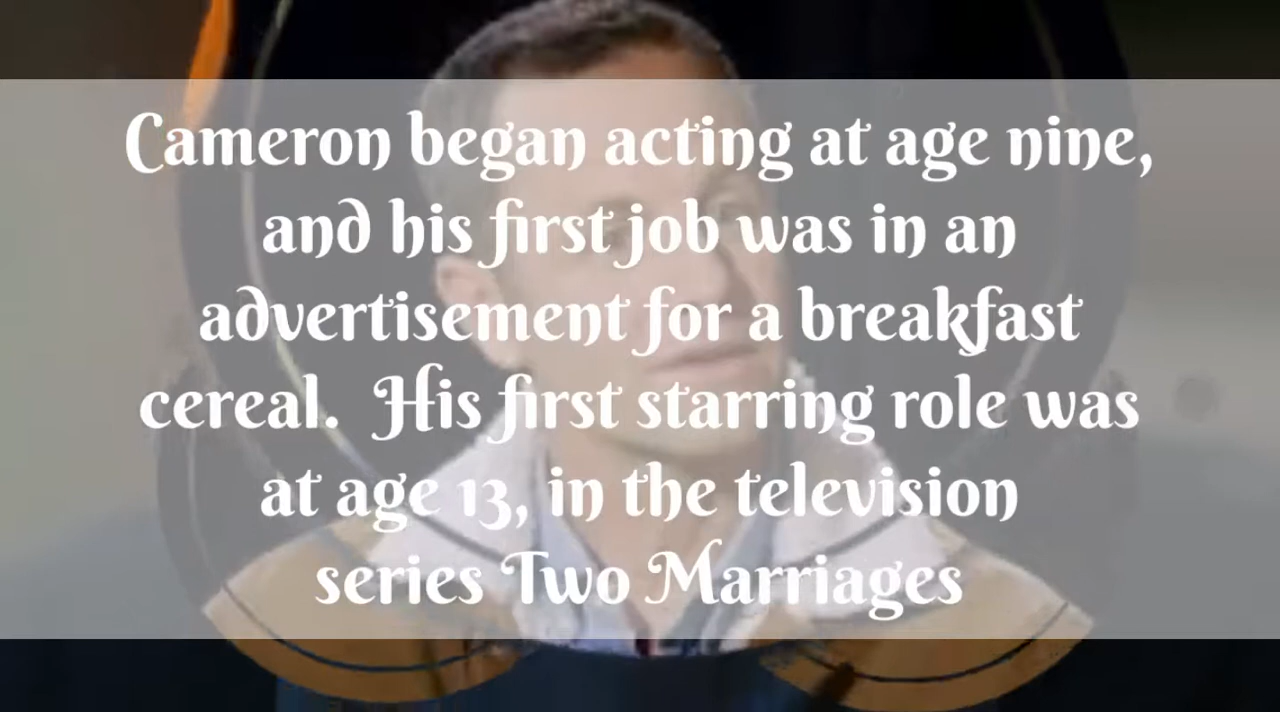 Cameron began acting at age nine,
and his first job was in an
advertisement for a breakfast
cereal.  His first starring role was
at age 13, in the television
series Two Marriages